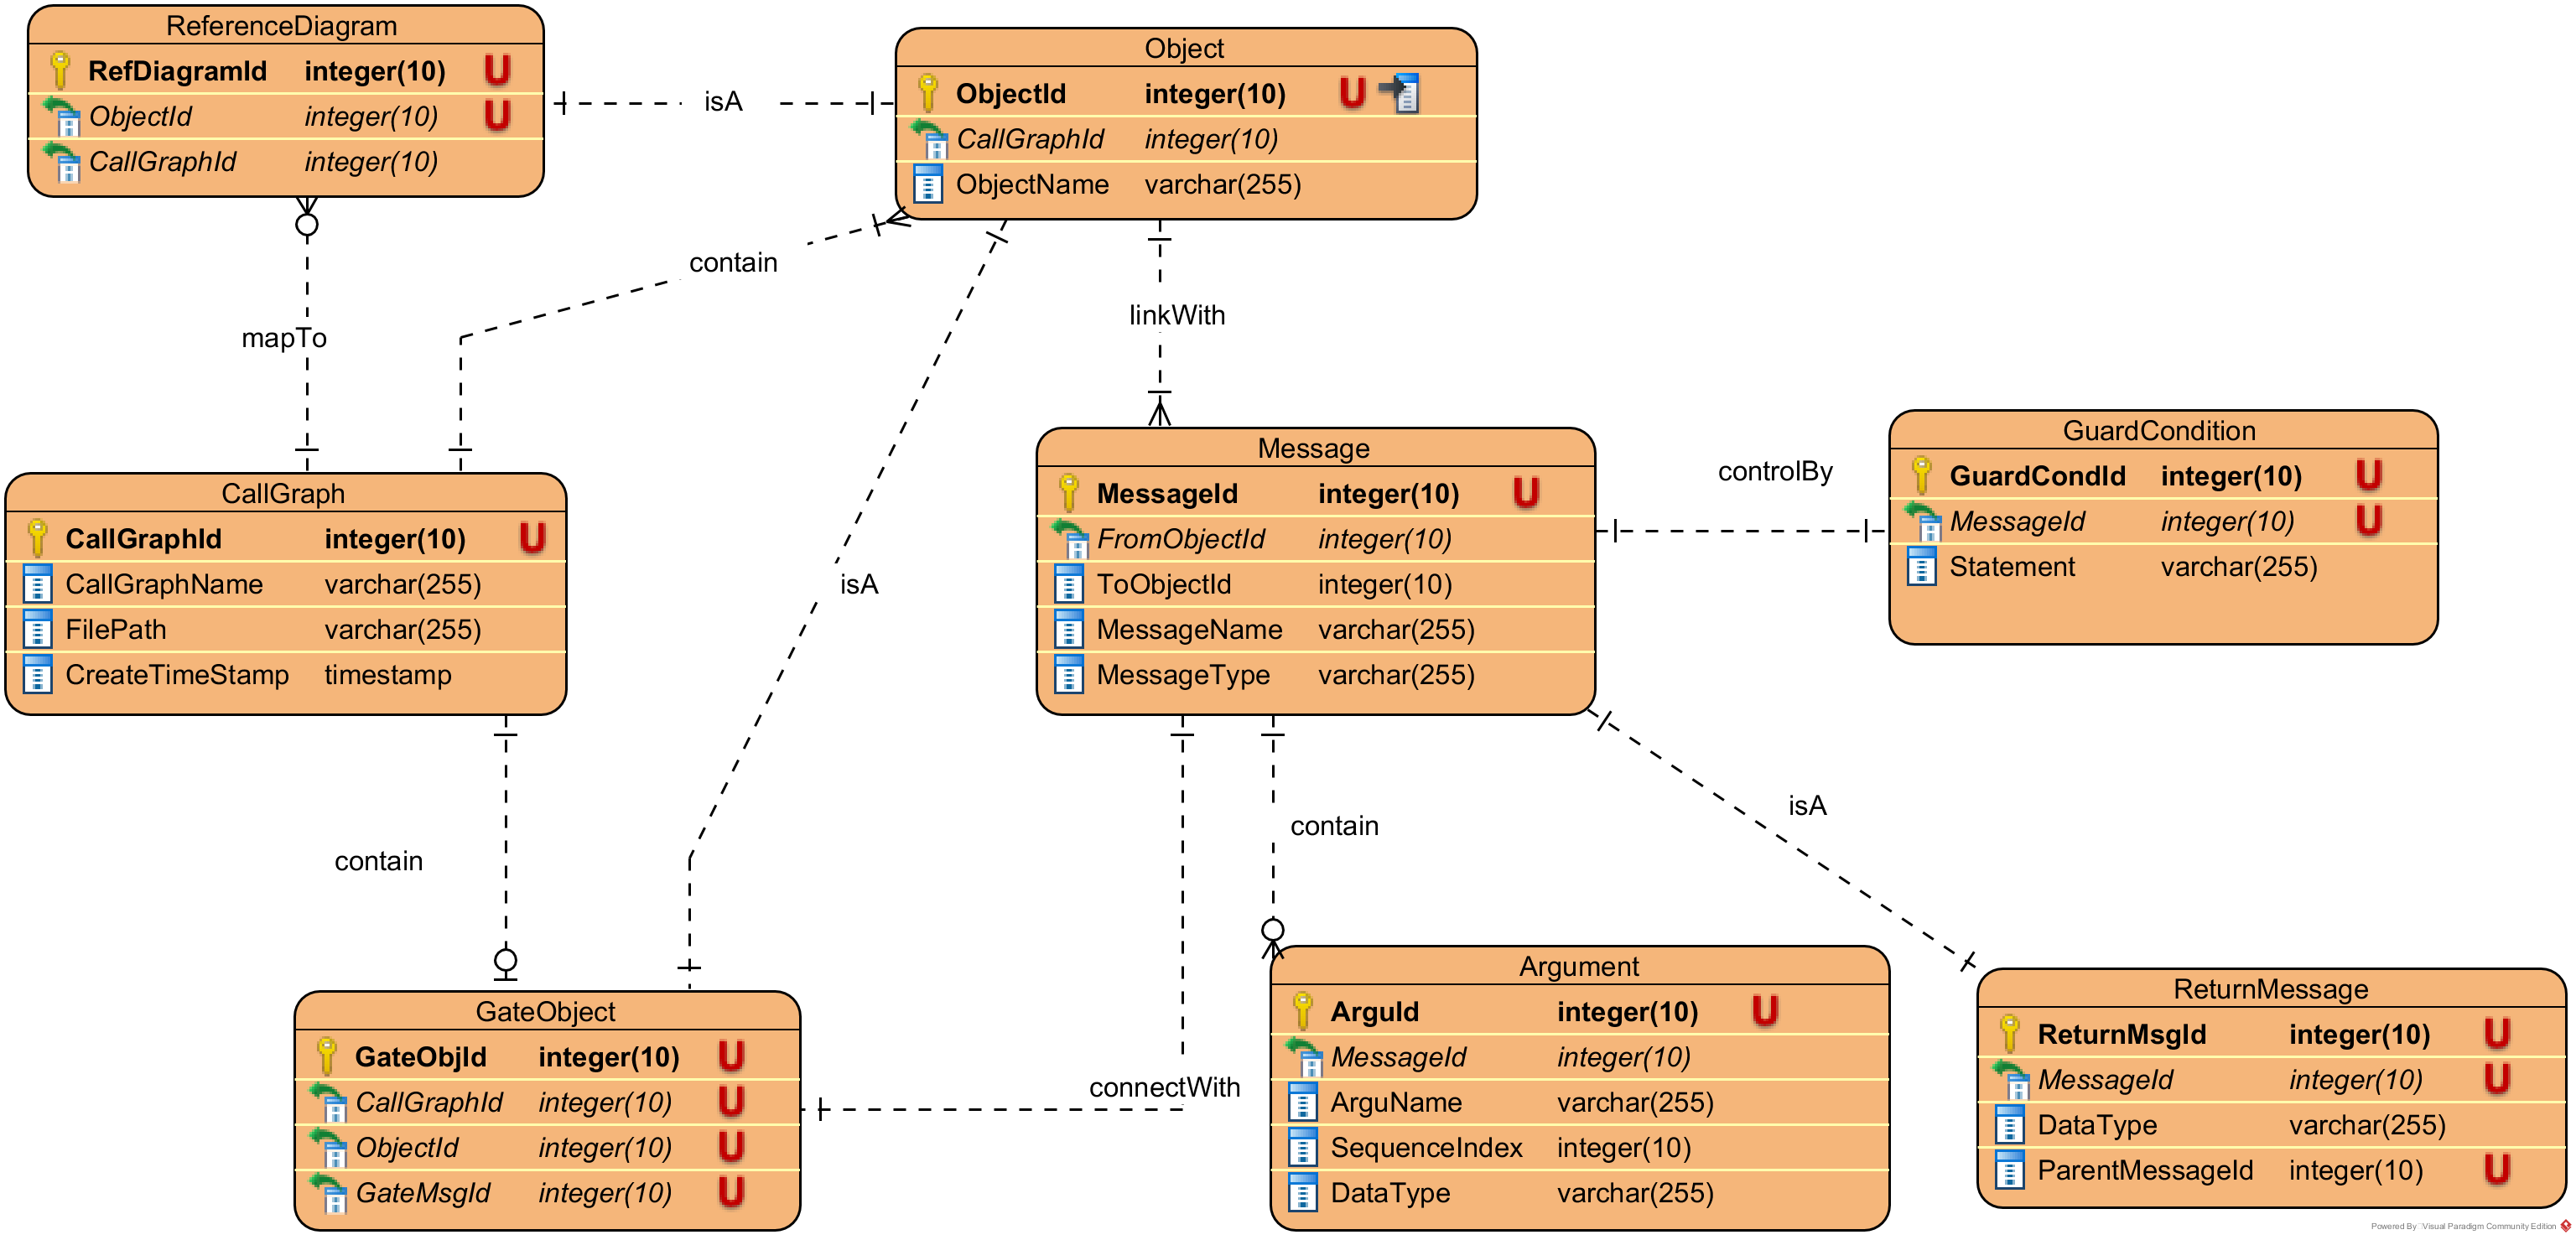 ReferenceDiagram
RefDiagramId integer(10) U
ObjectId integer(10) U
CallGraphId integer(10)
isA
Object
ObjectId integer(10) U
CallGraphId integer(10)
ObjectName varchar(255)
contain
mapTo
linkWith
isA
CallGraph
CallGraphId integer(10) U
CallGraphName varchar(255)
FilePath varchar(255)
CreateTimeStamp timestamp
Message
MessageId integer(10) U
FromObjectId integer(10)
ToObjectId integer(10)
MessageName varchar(255)
MessageType varchar(255)
controlBy
GuardCondition
GuardCondId integer(10) U
MessageId integer(10) U
Statement varchar(255)
contain
contain
isA
connectWith
GateObject
GateObjId integer(10) U
CallGraphId integer(10) U
ObjectId integer(10) U
GateMsgId integer(10) U
Argument
ArguId integer(10) U
MessageId integer(10)
ArguName varchar(255)
SequenceIndex integer(10)
DataType varchar(255)
ReturnMessage
ReturnMsgId integer(10) U
MessageId integer(10) U
DataType varchar(255)
ParentMessageId integer(10) U
Powered By Visual Paradigm Community Edition